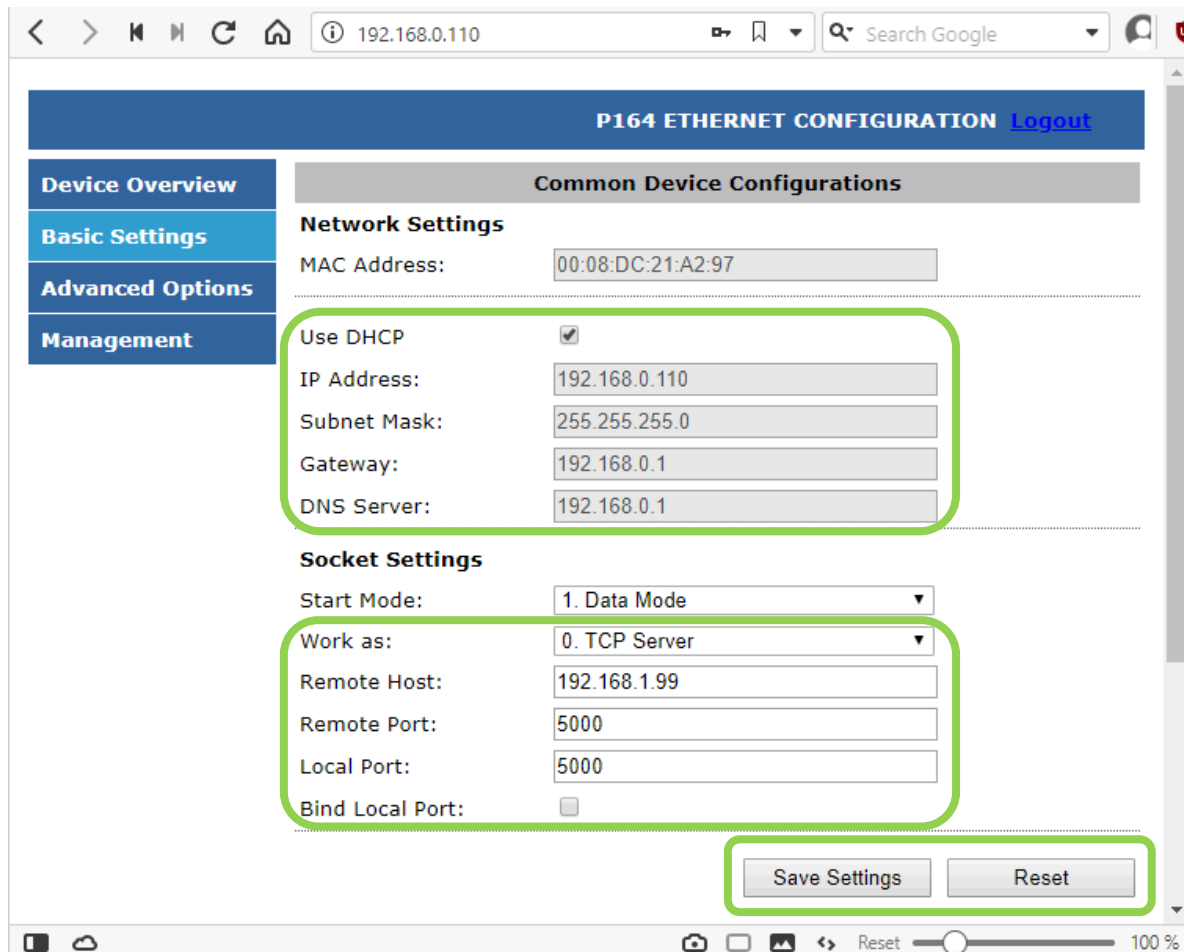 192.168.0.110
Search Google
P164 ETHERNET CONFIGURATION Logout
Device Overview
Basic Settings
Advanced Options
Management
Common Device Configurations
Network Settings
MAC Address: 00:08:DC:21:A2:97
Use DHCP
IP Address: 192.168.0.110
Subnet Mask: 255.255.255.0
Gateway: 192.168.0.1
DNS Server: 192.168.0.1
Socket Settings
Start Mode: 1. Data Mode
Work as: 0. TCP Server
Remote Host: 192.168.1.99
Remote Port: 5000
Local Port: 5000
Bind Local Port:
Save Settings Reset
Reset 100 %